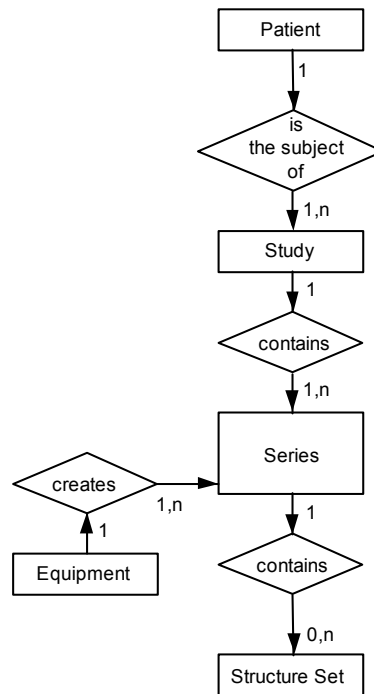 Patient
1
is
the subject
of
1,n
Study
1
contains
1,n
Series
creates
1,n
1
1
Equipment
contains
0,n
Structure Set